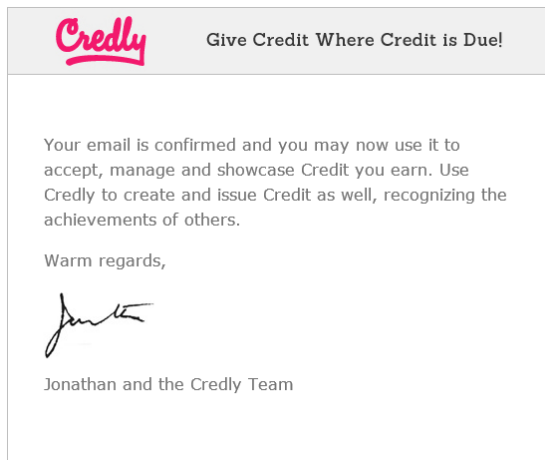 Credly
Give Credit Where Credit is Due!
Your email is confirmed and you may now use it to
accept, manage and showcase Credit you earn. Use
Credly to create and issue Credit as well, recognizing the
achievements of others.
Warm regards,
Jonathan and the Credly Team